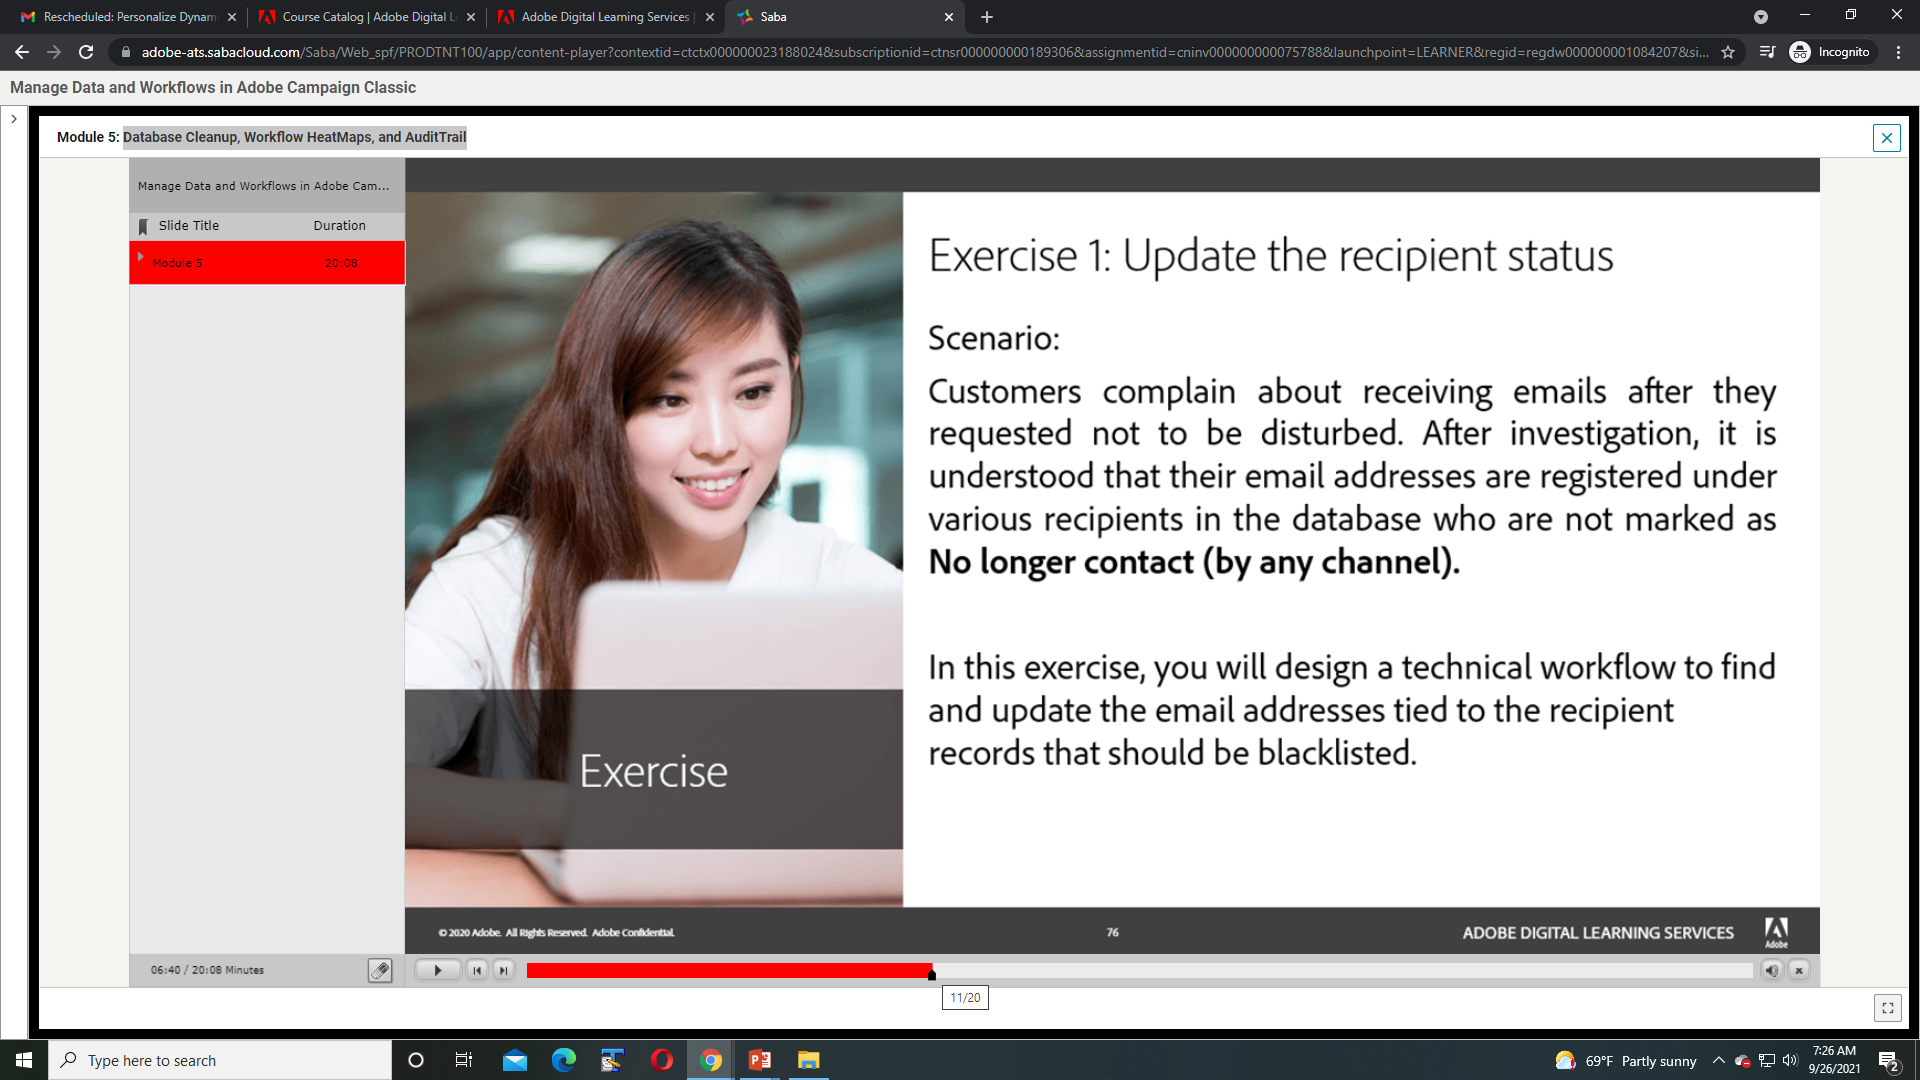 Rescheduled: Personalize Dynam
Course Catalog | Adobe Digital L
Adobe Digital Learning Services |
Saba
adobe-ats.sabacloud.com/Saba/Web_spf/PRODTNT100/app/content-player?contextid=ctctx000000023188024&subscriptionid=ctnsr0000000000189306&assignmentid=cninv000000000075788&launchpoint=LEARNER&regid=regdw000000001084207&si...
Incognito
Manage Data and Workflows in Adobe Campaign Classic
Module 5: Database Cleanup, Workflow HeatMaps, and AuditTrail
Manage Data and Workflows in Adobe Cam...
Slide Title Duration
Module 5 20:08
Exercise 1: Update the recipient status
Scenario:
Customers complain about receiving emails after they
requested not to be disturbed. After investigation, it is
understood that their email addresses are registered under
various recipients in the database who are not marked as
No longer contact (by any channel).
In this exercise, you will design a technical workflow to find
and update the email addresses tied to the recipient
records that should be blacklisted.
Exercise
© 2020 Adobe. All Rights Reserved. Adobe Confidential.
76
ADOBE DIGITAL LEARNING SERVICES
Adobe
06:40 / 20:08 Minutes
11/20
Type here to search
69°F Partly sunny
7:26 AM
9/26/2021
2